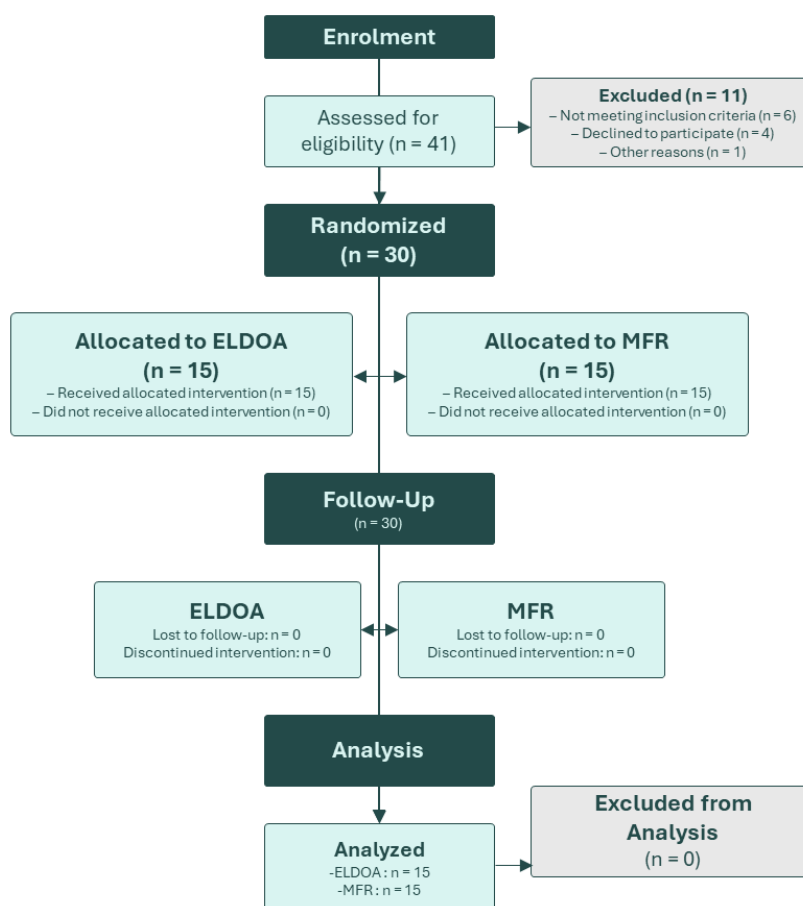 Enrolment
Assessed for
eligibility (n = 41)
Excluded (n = 11)
– Not meeting inclusion criteria (n = 6)
– Declined to participate (n = 4)
– Other reasons (n = 1)
Randomized
(n = 30)
Allocated to ELDOA
(n = 15)
– Received allocated intervention (n = 15)
– Did not receive allocated intervention (n = 0)
Allocated to MFR
(n = 15)
– Received allocated intervention (n = 15)
– Did not receive allocated intervention (n = 0)
Follow-Up
(n = 30)
ELDOA
Lost to follow-up: n = 0
Discontinued intervention: n = 0
MFR
Lost to follow-up: n = 0
Discontinued intervention: n = 0
Analysis
Analyzed
-ELDOA : n = 15
-MFR : n = 15
Excluded from
Analysis
(n = 0)